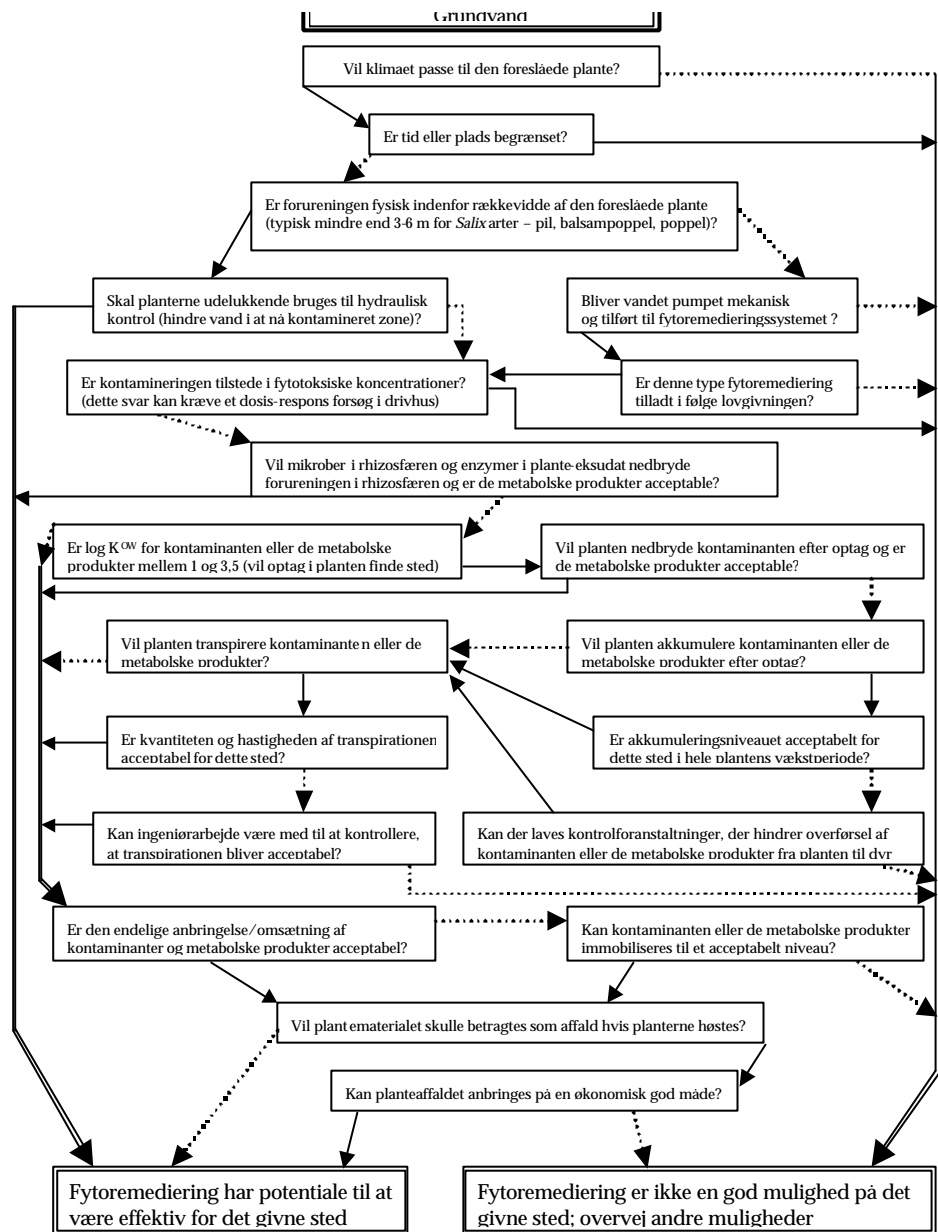 Grundvand
Vil klimaet passe til den foreslåede plante?
Er tid eller plads begrænset?
Er forureningen fysisk indenfor rækkevidde af den foreslåede plante
(typisk mindre end 3-6 m for Salix arter – pil, balsampoppel, poppel)?
Skal planterne udelukkende bruges til hydraulisk
kontrol (hindre vand i at nå kontamineret zone)?
Bliver vandet pumpet mekanisk
og tilført til fytoremedieringssystemet ?
Er kontamineringen tilstede i fytotoksiske koncentrationer?
(dette svar kan kræve et dosis-respons forsøg i drivhus)
Er denne type fytoremediering
tilladt i følge lovgivningen?
Vil mikrober i rhizosfæren og enzymer i plante-eksudat nedbryde
forureningen i rhizosfæren og er de metabolske produkter acceptable?
Er log KOW for kontaminanten eller de metabolske
produkter mellem 1 og 3,5 (vil optag i planten finde sted)
Vil planten nedbryde kontaminanten efter optag og er
de metabolske produkter acceptable?
Vil planten transpirere kontaminanten eller de
metabolske produkter?
Vil planten akkumulere kontaminanten eller de
metabolske produkter efter optag?
Er kvantiteten og hastigheden af transpirationen
acceptabel for dette sted?
Er akkumuleringsniveauet acceptabelt for
dette sted i hele plantens vækstperiode?
Kan ingeniørarbejde være med til at kontrollere,
at transpirationen bliver acceptabel?
Kan der laves kontrolforanstaltninger, der hindrer overførsel af
kontaminanten eller de metabolske produkter fra planten til dyr
Er den endelige anbringelse/omsætning af
kontaminanter og metabolske produkter acceptabel?
Kan kontaminanten eller de metabolske produkter
immobiliseres til et acceptabelt niveau?
Vil plantematerialet skulle betragtes som affald hvis planterne høstes?
Kan planteaffaldet anbringes på en økonomisk god måde?
Fytoremediering har potentiale til at
være effektiv for det givne sted
Fytoremediering er ikke en god mulighed på det
givne sted; overvej andre muligheder